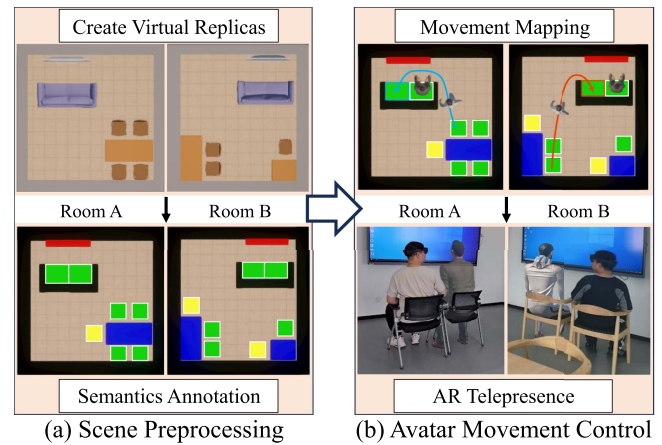 Create Virtual Replicas
Room A
Room B
Semantics Annotation
(a) Scene Preprocessing
Movement Mapping
Room A
Room B
AR Telepresence
(b) Avatar Movement Control